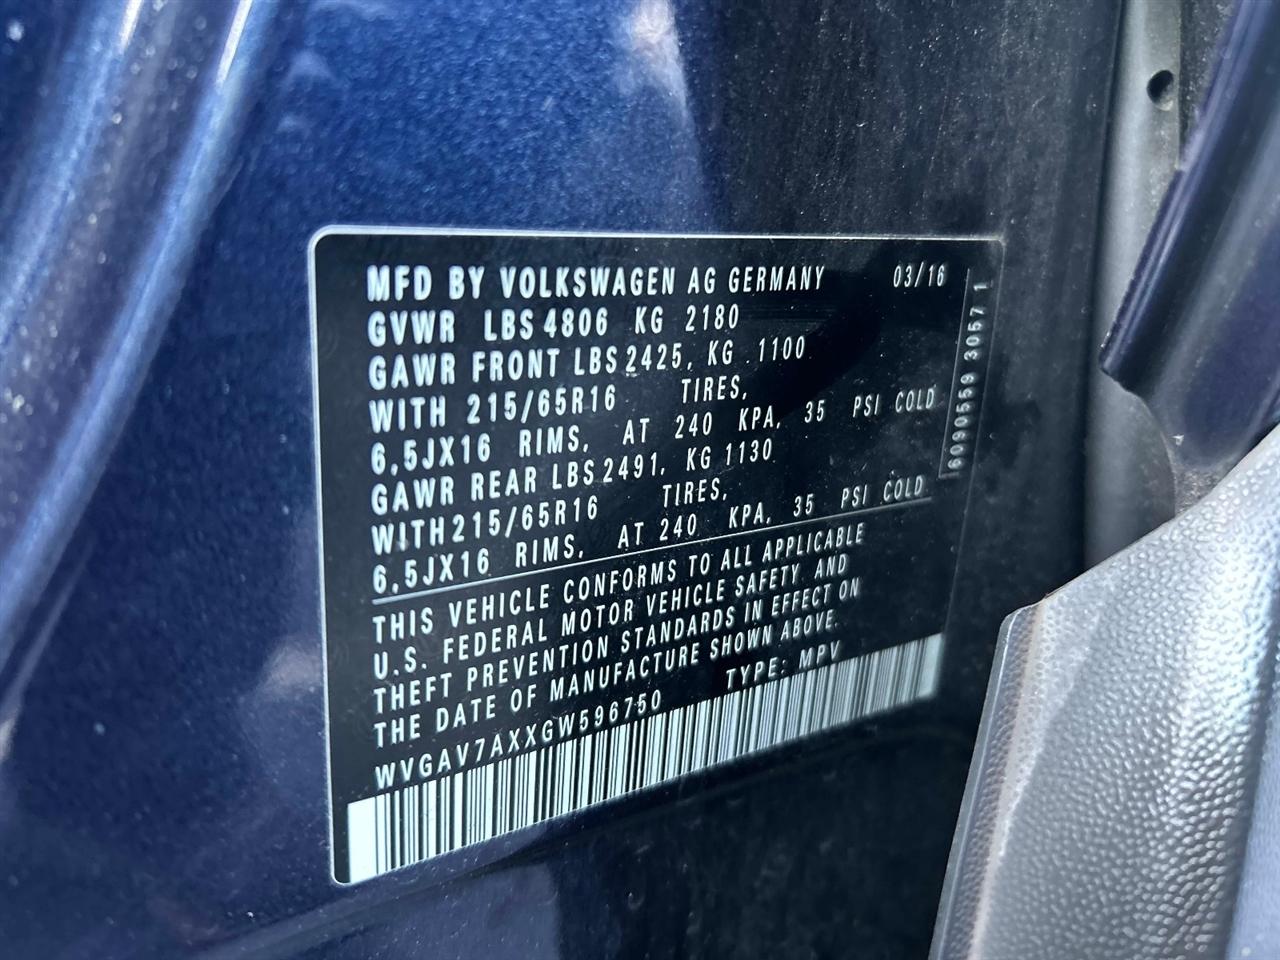 MFD BY VOLKSWAGEN AG GERMANY 03/16
GVWR LBS 4806 KG 2180
GAWR FRONT LBS 2425, KG 1100
WITH 215/65R16 TIRES,
6,5JX16 RIMS, AT 240 KPA, 35 PSI COLD
GAWR REAR LBS 2491, KG 1130
WITH 215/65R16 TIRES,
6,5JX16 RIMS, AT 240 KPA, 35 PSI COLD
THIS VEHICLE CONFORMS TO ALL APPLICABLE
U.S. FEDERAL MOTOR VEHICLE SAFETY AND
THEFT PREVENTION STANDARDS IN EFFECT ON
THE DATE OF MANUFACTURE SHOWN ABOVE.
WVGAV7AXXGW596750 TYPE: MPV
6090559 30571